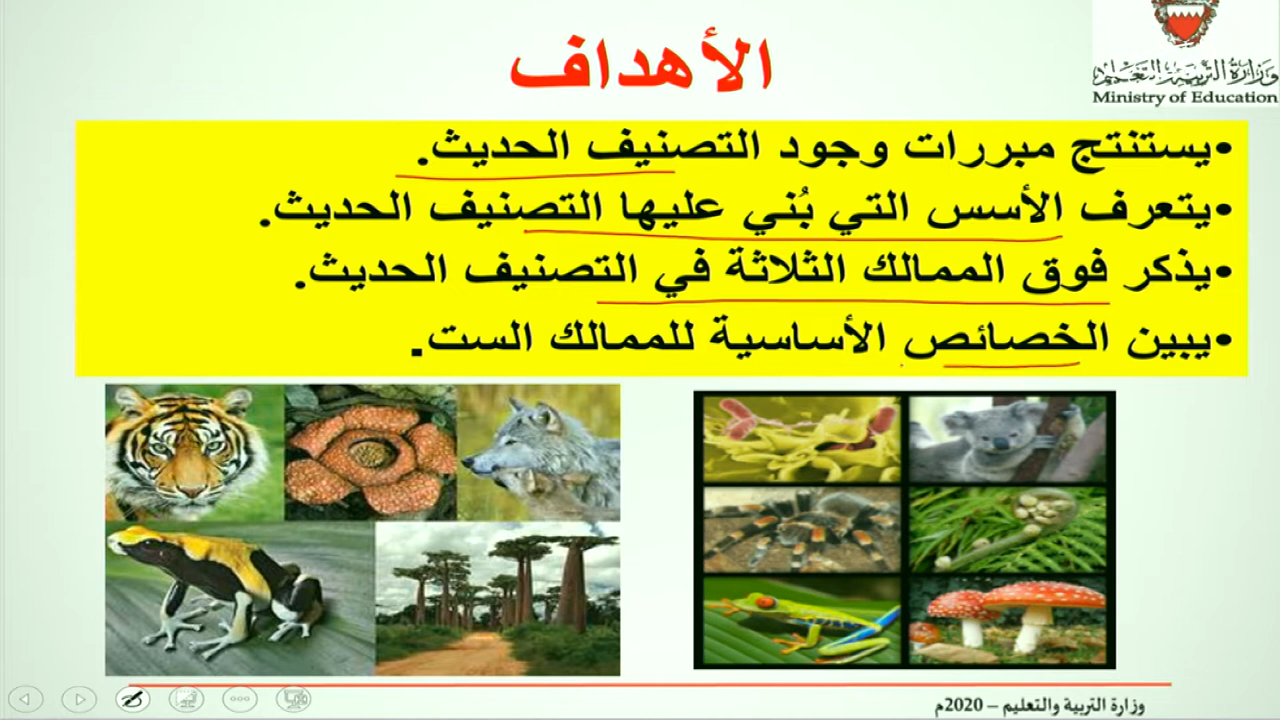 وزارة التربية والتعليم
Ministry of Education
الأهداف
•يستنتج مبررات وجود التصنيف الحديث.
•يتعرف الأسس التي بُني عليها التصنيف الحديث.
•يذكر فوق الممالك الثلاثة في التصنيف الحديث.
•يبين الخصائص الأساسية للممالك الست.
وزارة التربية والتعليم – 2020م